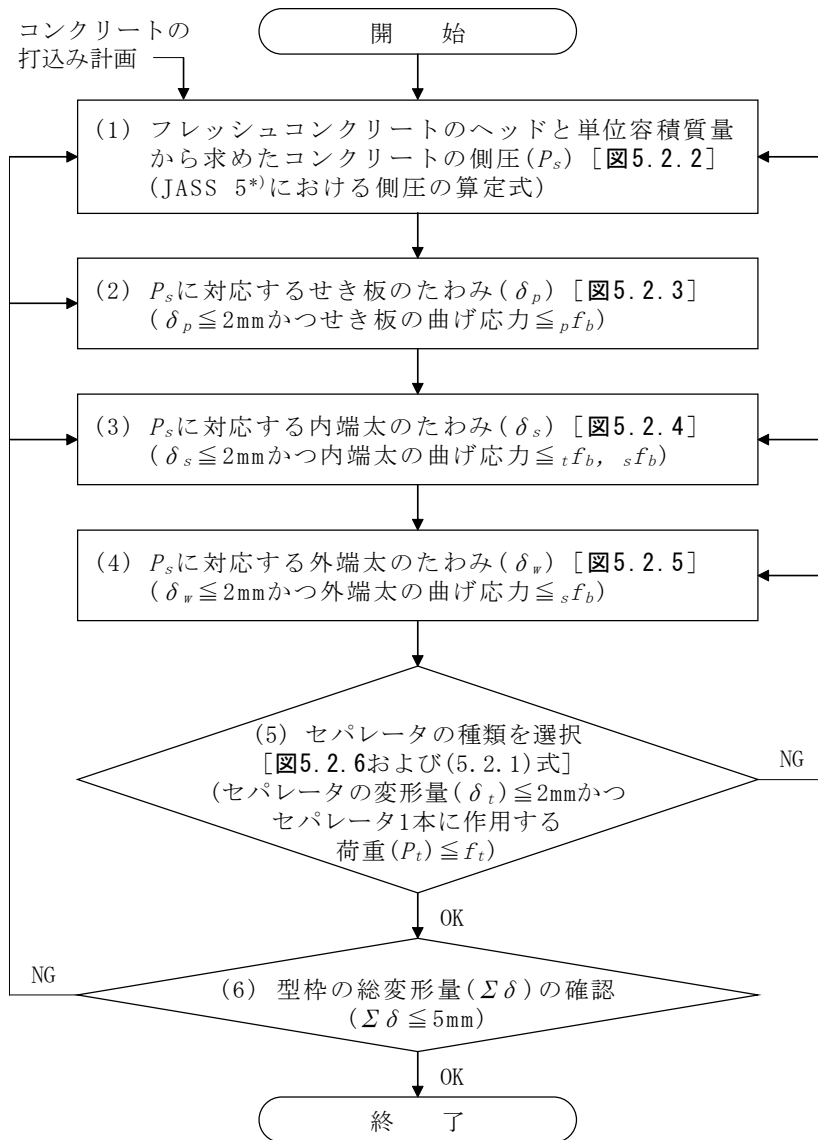 コンクリートの
打込み計画
開　始
(1) フレッシュコンクリートのヘッドと単位容積質量
から求めたコンクリートの側圧(Ps) [図5.2.2]
(JASS 5*)における側圧の算定式)
(2) Psに対応するせき板のたわみ(δp) [図5.2.3]
(δp≦2mmかつせき板の曲げ応力≦pfb)
(3) Psに対応する内端太のたわみ(δs) [図5.2.4]
(δs≦2mmかつ内端太の曲げ応力≦tfb, sfb)
(4) Psに対応する外端太のたわみ(δw) [図5.2.5]
(δw≦2mmかつ外端太の曲げ応力≦sfb)
(5) セパレータの種類を選択
[図5.2.6および(5.2.1)式]
(セパレータの変形量(δt)≦2mmかつ
セパレータ1本に作用する
荷重(Pt)≦ft)
NG
OK
NG
(6) 型枠の総変形量(Σδ)の確認
(Σδ≦5mm)
OK
終　了